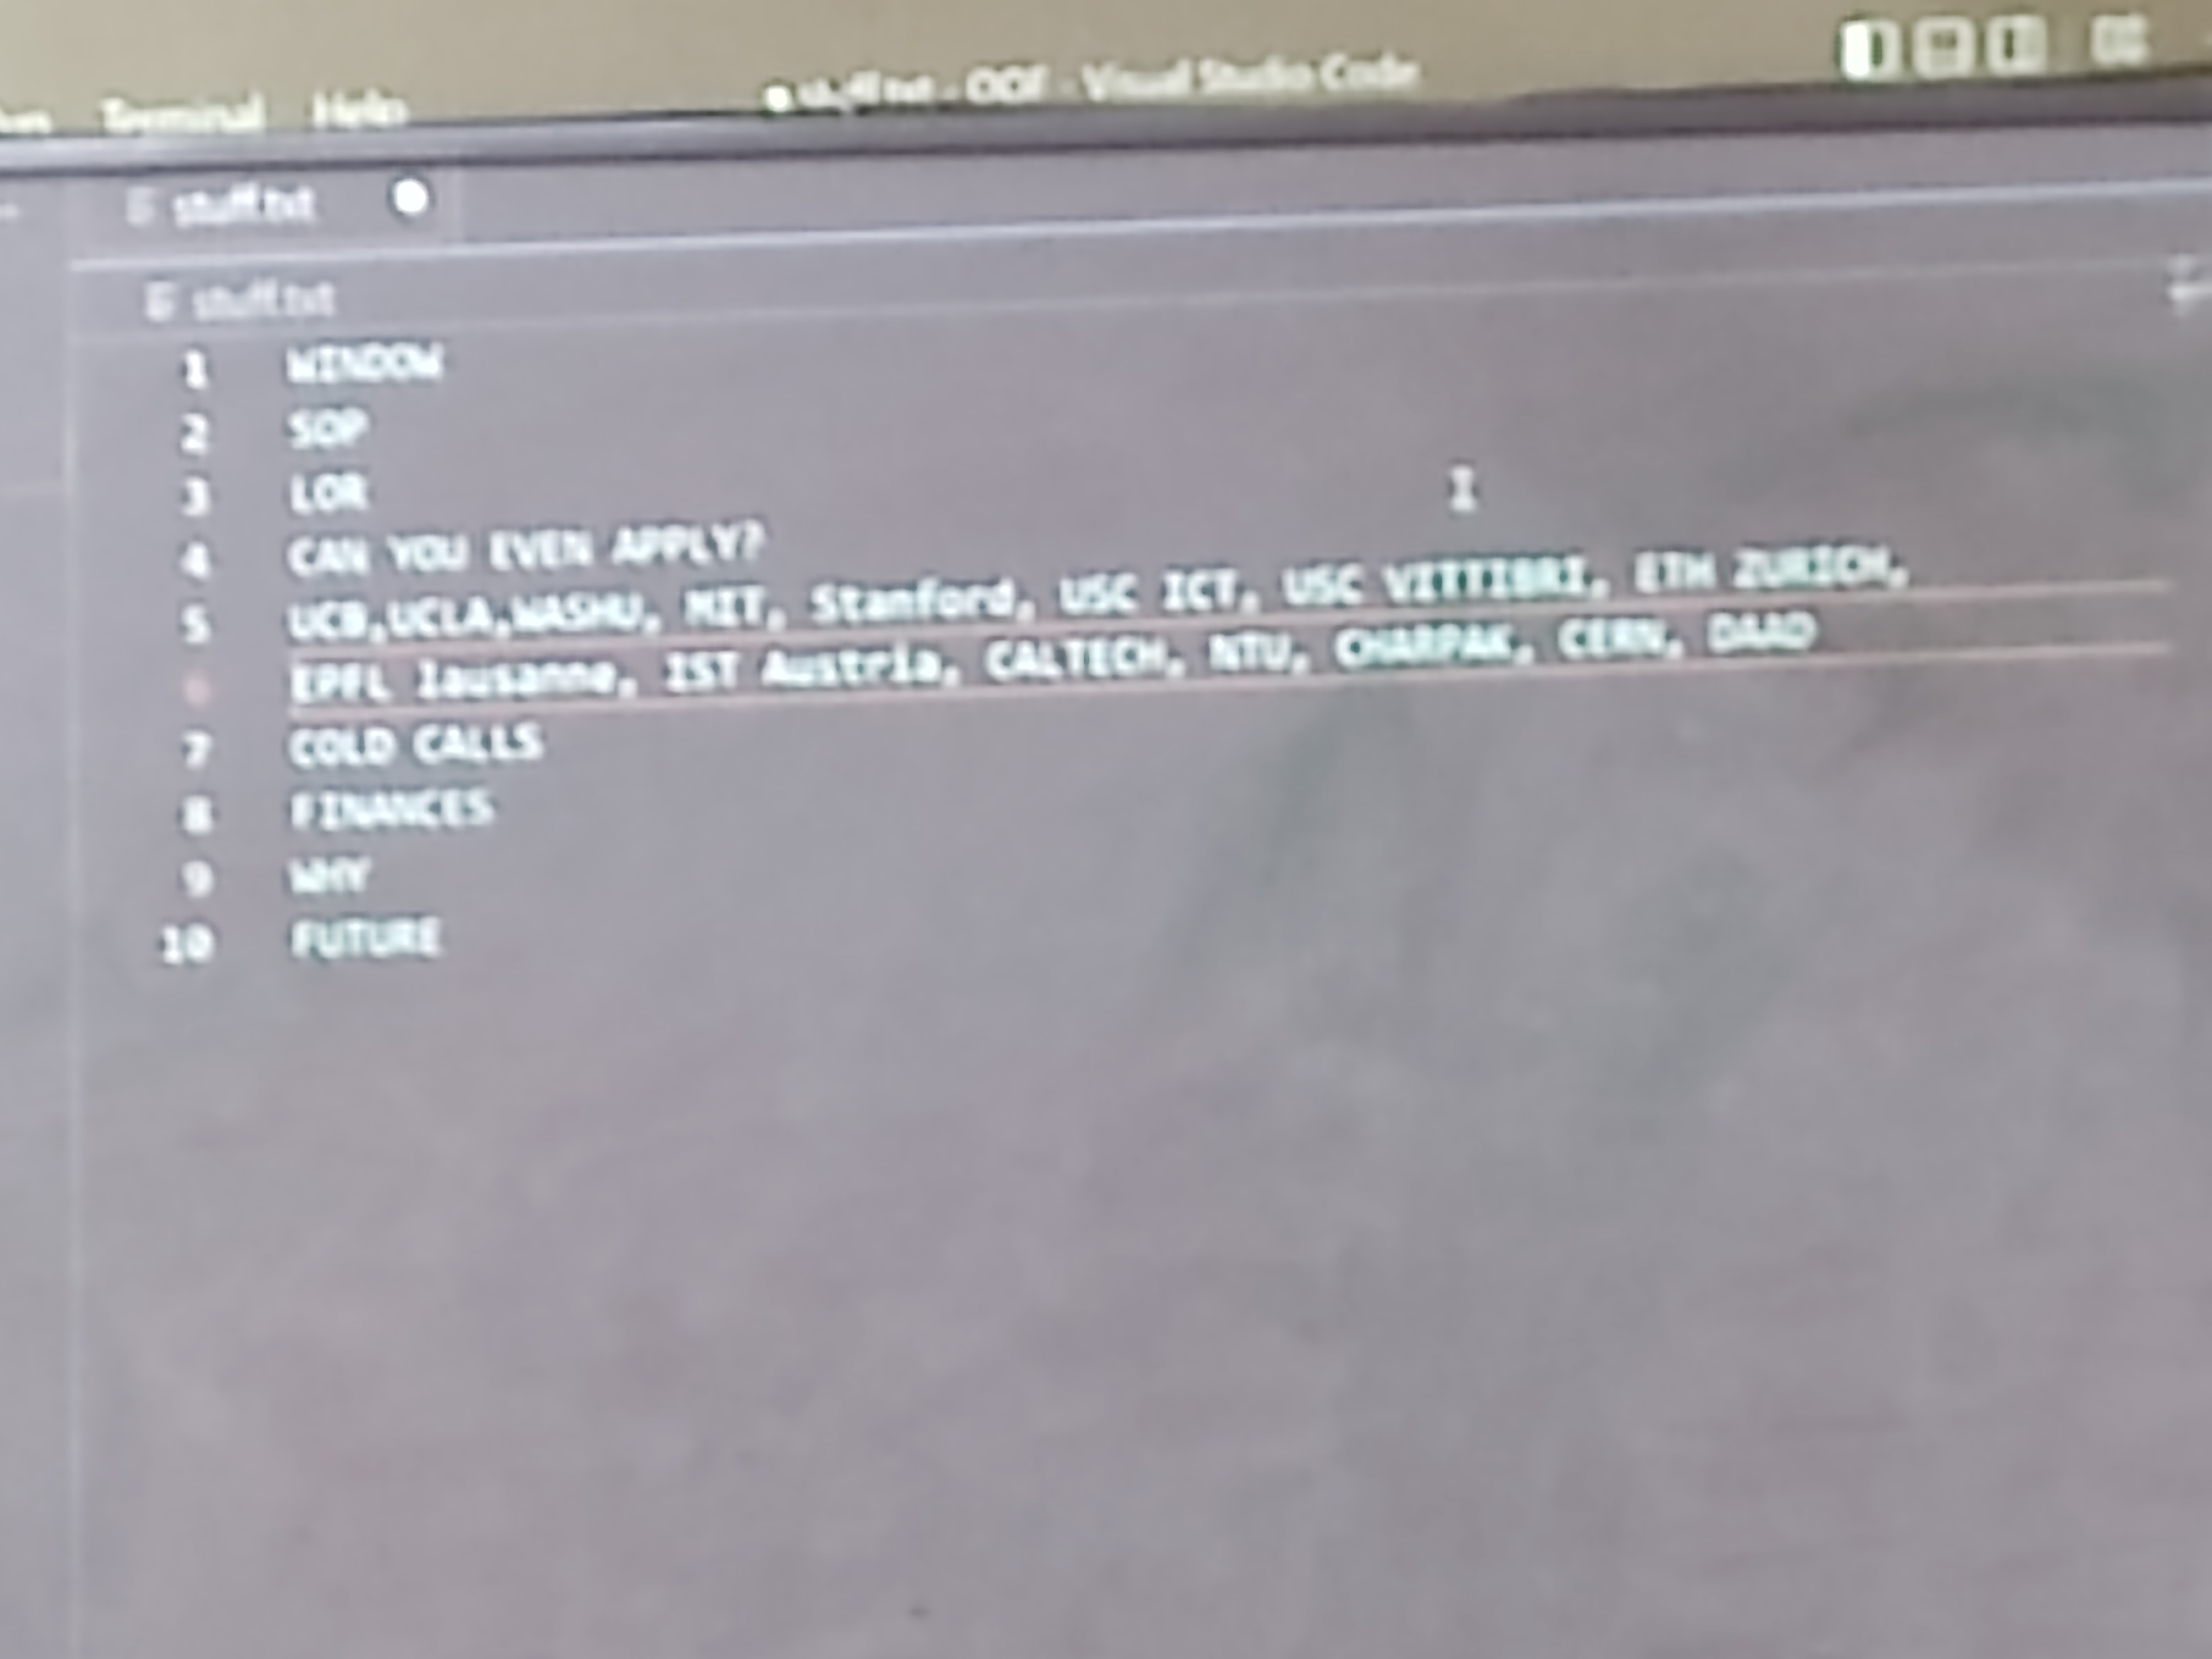 Terminal Help
stuff.txt - OOF - Visual Studio Code
stuff.txt
stuff.txt
1 WINDOW
2 SOP
3 LOR
4 CAN YOU EVEN APPLY?
5 UCB,UCLA,WASHU, MIT, Stanford, USC ICT, USC VITTIBRI, ETH ZURICH,
EPFL lausanne, IST Austria, CALTECH, NTU, CHARPAK, CERN, DAAD
7 COLD CALLS
8 FINANCES
9 WHY
10 FUTURE